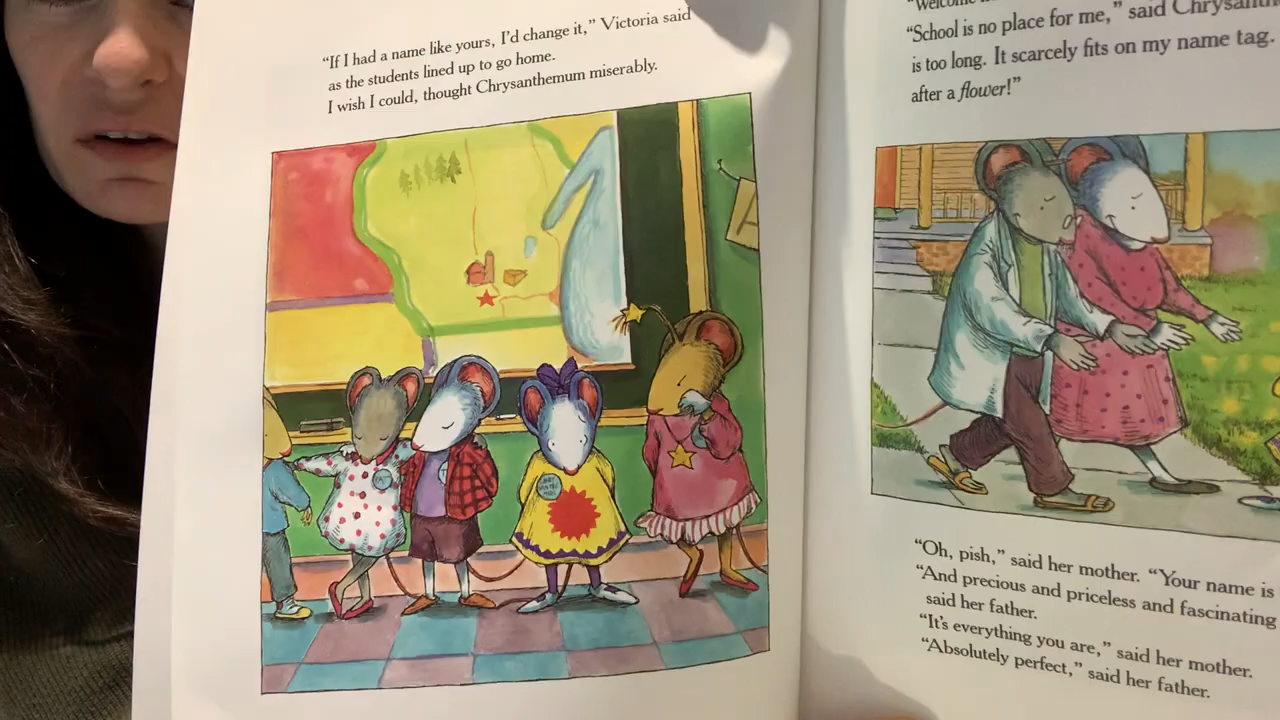 “If I had a name like yours, I’d change it,” Victoria said
as the students lined up to go home.
I wish I could, thought Chrysanthemum miserably.
“Welcome
“School is no place for me,” said
is too long. It scarcely fits on my name tag.
after a flower!”
“Oh, pish,” said her mother. “Your name is
“And precious and priceless and fascinating
said her father.
“It’s everything you are,” said her mother.
“Absolutely perfect,” said her father.